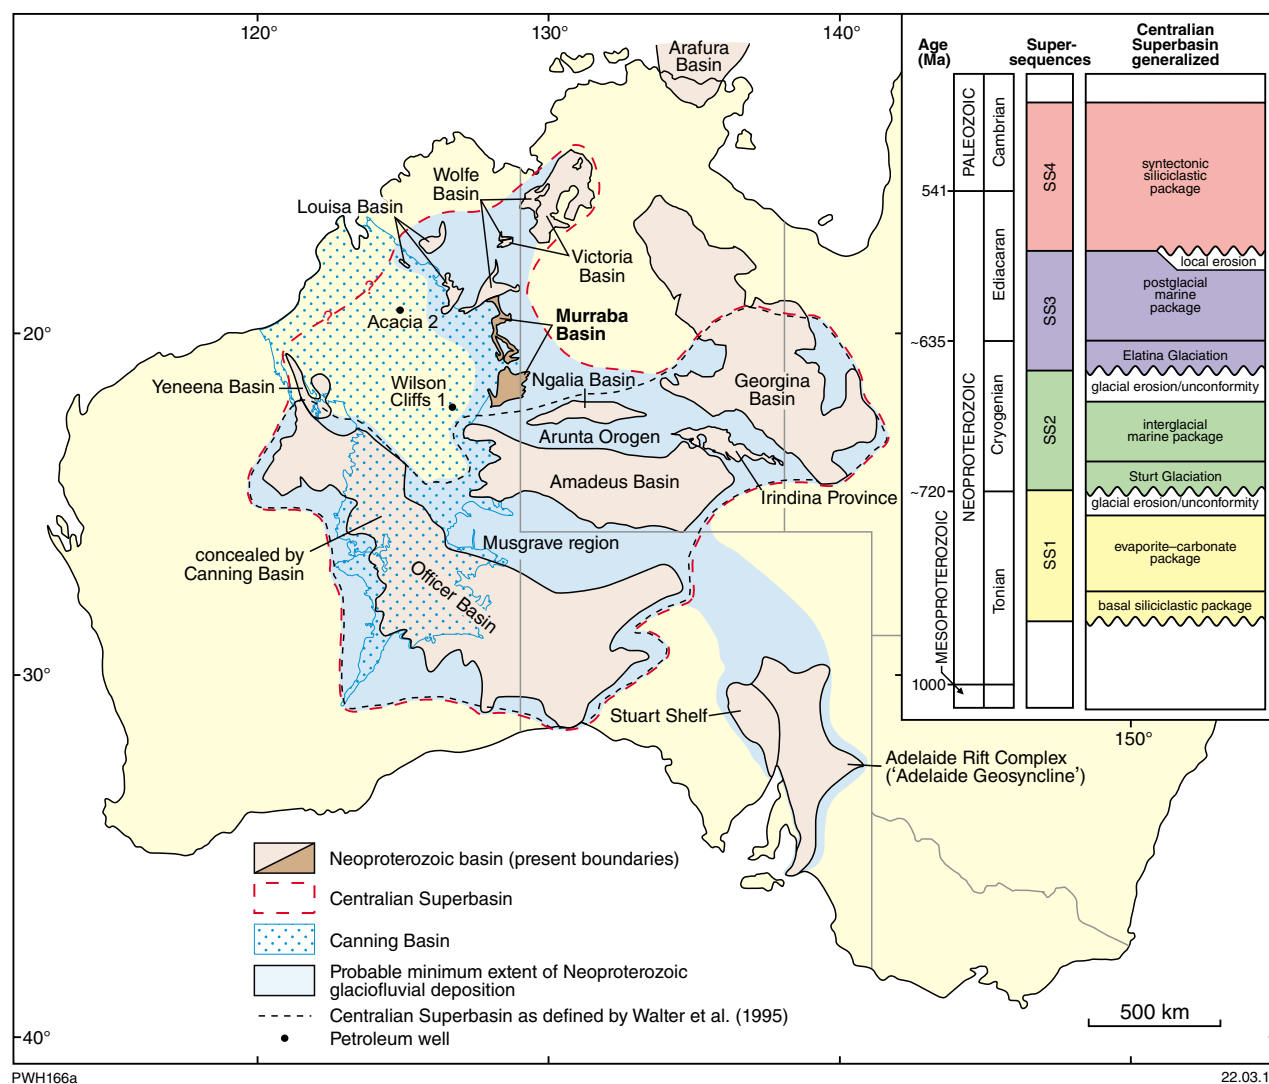 120°
130°
140°
Arafura
Basin
Wolfe
Basin
Louisa Basin
Victoria
Basin
?
?
Acacia 2
Murraba
Basin
20°
Yeneena Basin
Wilson
Cliffs 1
Ngalia Basin
Georgina
Basin
Arunta Orogen
Amadeus Basin
Irindina Province
Musgrave region
concealed by
Canning Basin
Officer Basin
30°
Stuart Shelf
Adelaide Rift Complex
(‘Adelaide Geosyncline’)
150°
Age
(Ma)
Super-
sequences
Centralian
Superbasin
generalized
PALEOZOIC
Cambrian
541
SS4
syntectonic
siliciclastic
package
local erosion
Ediacaran
SS3
postglacial
marine
package
~635
Elatina Glaciation
glacial erosion/unconformity
NEOPROTEROZOIC
Cryogenian
SS2
interglacial
marine package
Sturt Glaciation
~720
glacial erosion/unconformity
MESOPROTEROZOIC
Tonian
SS1
evaporite–carbonate
package
basal siliciclastic package
1000
Neoproterozoic basin (present boundaries)
Centralian Superbasin
Canning Basin
Probable minimum extent of Neoproterozoic
glaciofluvial deposition
Centralian Superbasin as defined by Walter et al. (1995)
Petroleum well
500 km
40°
PWH166a
22.03.1